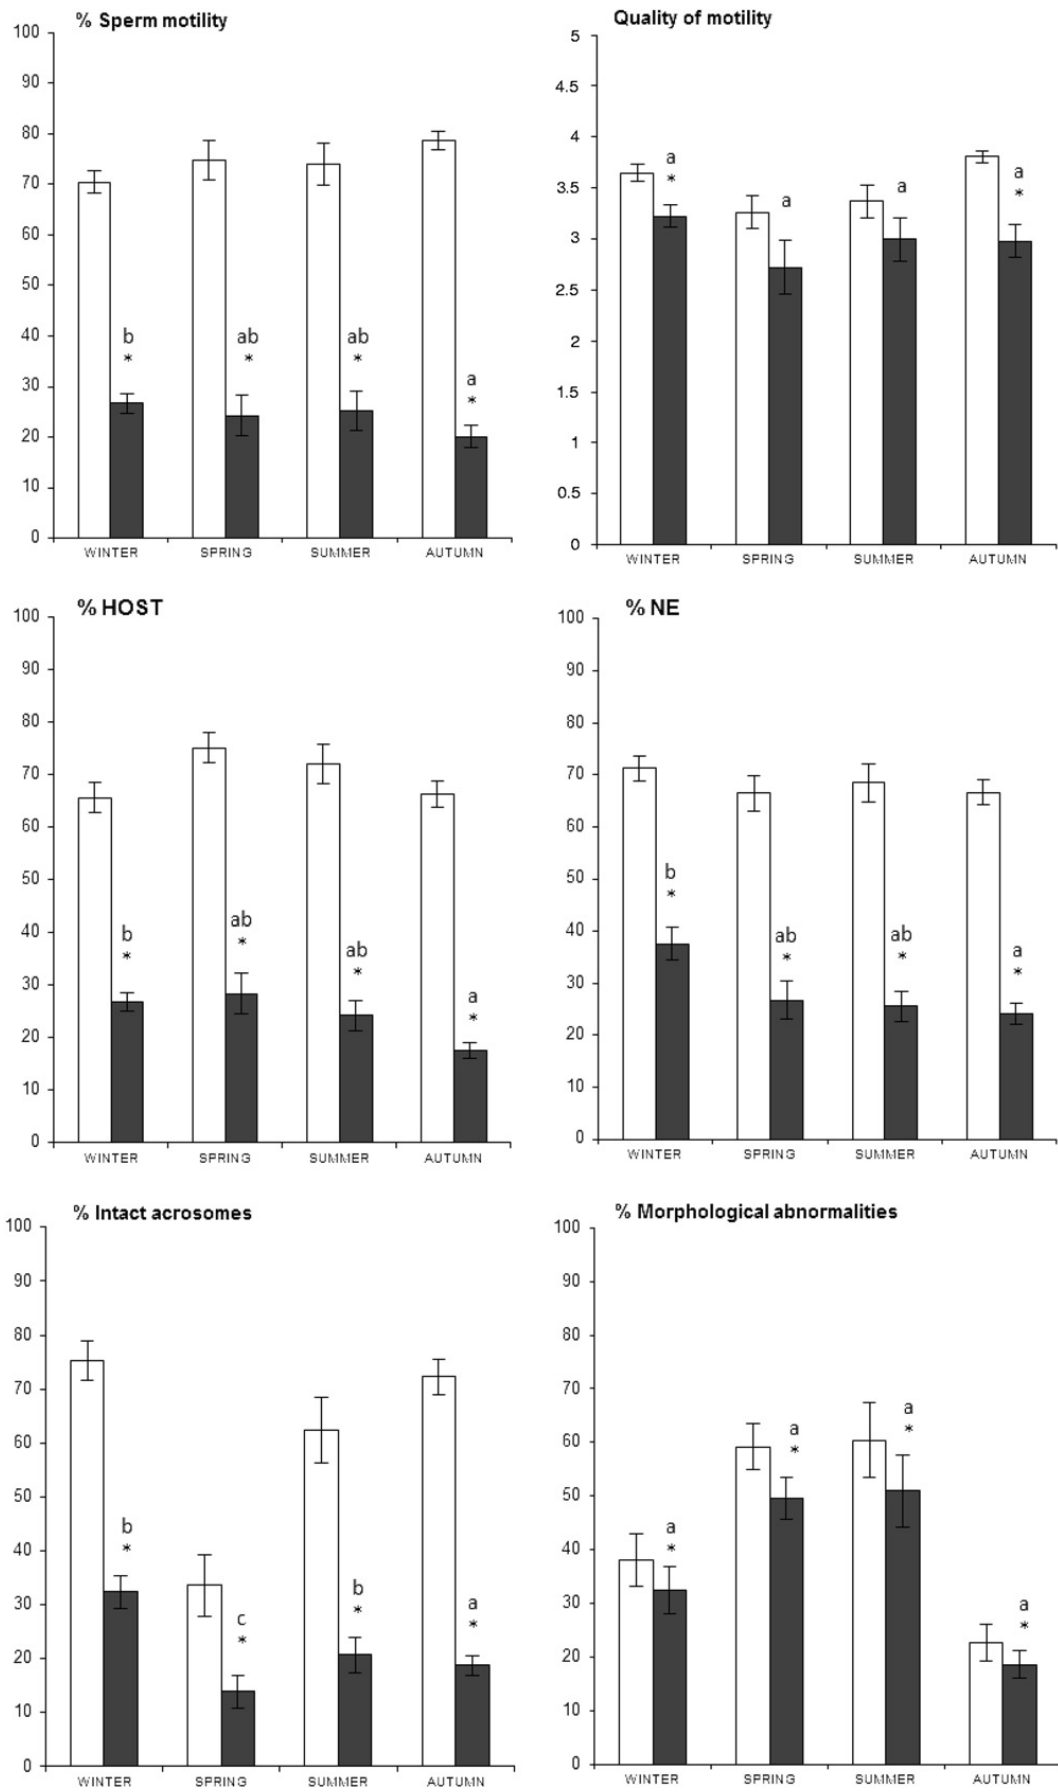 % Sperm motility
100
90
80
70
60
50
40
30
20
10
0
b
*
ab
*
ab
*
a
*
WINTER SPRING SUMMER AUTUMN
Quality of motility
5
4.5
4
3.5
3
2.5
2
1.5
1
0.5
0
a
*
a
a
a
*
WINTER SPRING SUMMER AUTUMN
% HOST
100
90
80
70
60
50
40
30
20
10
0
b
*
ab
*
ab
*
a
*
WINTER SPRING SUMMER AUTUMN
% NE
100
90
80
70
60
50
40
30
20
10
0
b
*
ab
*
ab
*
a
*
WINTER SPRING SUMMER AUTUMN
% Intact acrosomes
100
90
80
70
60
50
40
30
20
10
0
b
*
c
*
b
*
a
*
WINTER SPRING SUMMER AUTUMN
% Morphological abnormalities
100
90
80
70
60
50
40
30
20
10
0
a
*
a
*
a
*
a
*
WINTER SPRING SUMMER AUTUMN